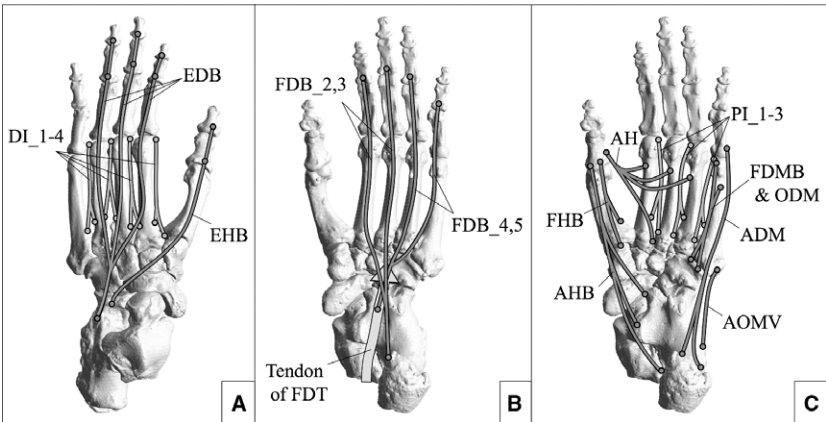 EDB
DI_1-4
EHB
A
FDB_2,3
FDB_4,5
Tendon
of FDT
B
PI_1-3
AH
FDMB
& ODM
FHB
ADM
AHB
AOMV
C